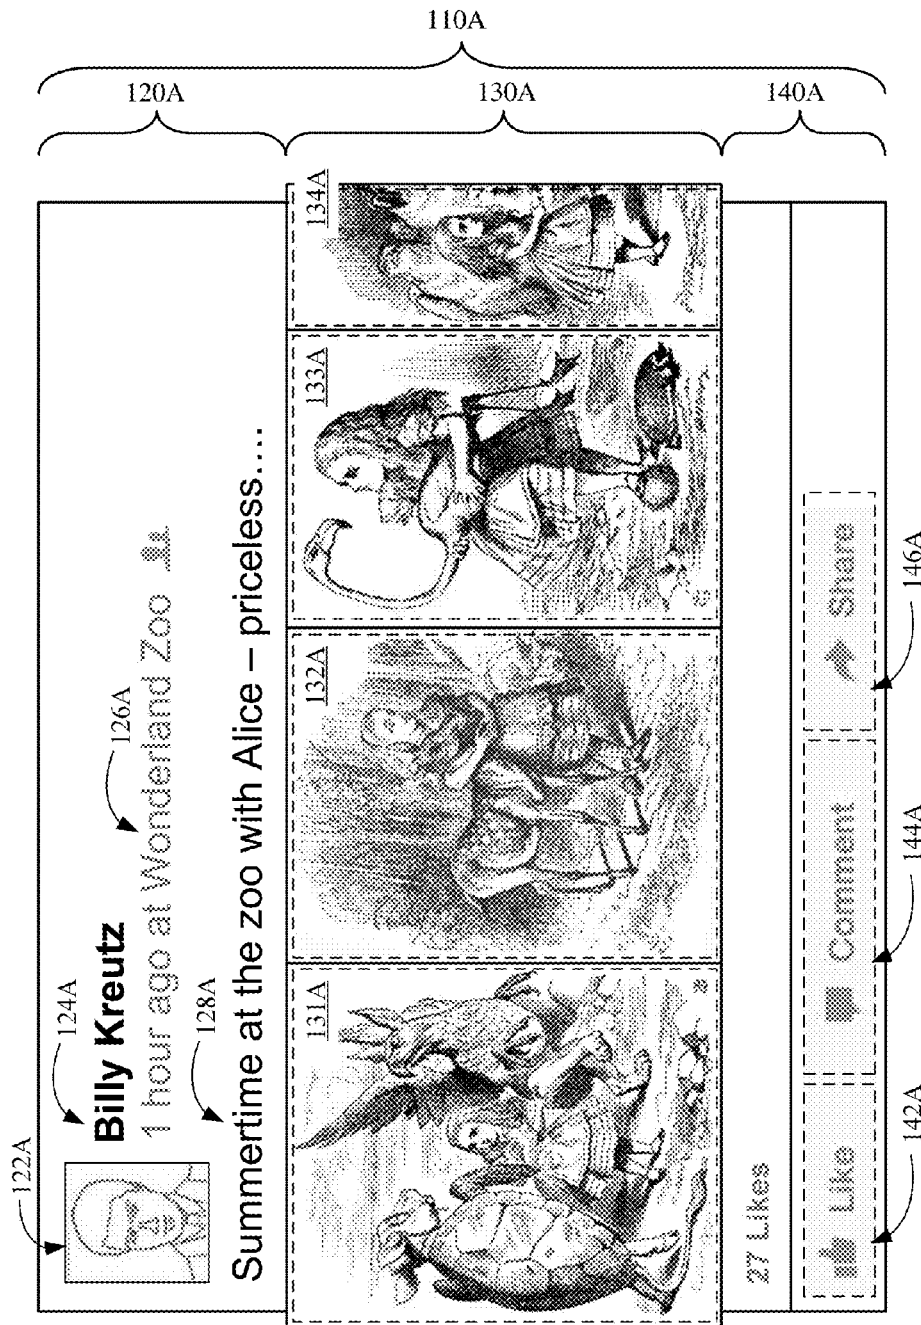 110A
120A
130A
140A
122A
124A
Billy Kreutz
126A
1 hour ago at Wonderland Zoo
128A
Summertime at the zoo with Alice – priceless....
131A
132A
133A
134A
a
c
27 Likes
Like
Comment
Share
142A
144A
146A